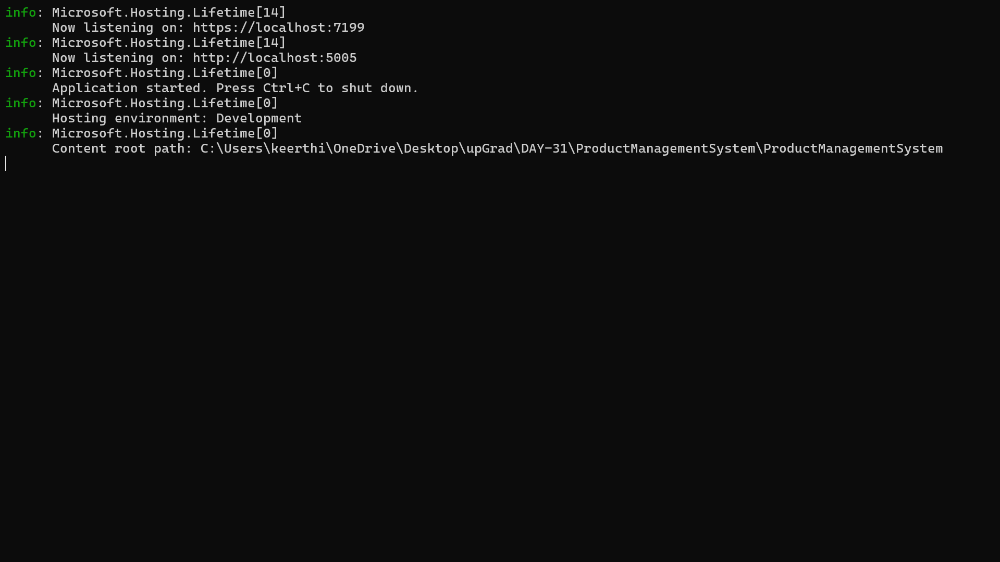 info: Microsoft.Hosting.Lifetime[14]
      Now listening on: https://localhost:7199
info: Microsoft.Hosting.Lifetime[14]
      Now listening on: http://localhost:5005
info: Microsoft.Hosting.Lifetime[0]
      Application started. Press Ctrl+C to shut down.
info: Microsoft.Hosting.Lifetime[0]
      Hosting environment: Development
info: Microsoft.Hosting.Lifetime[0]
      Content root path: C:\Users\keerthi\OneDrive\Desktop\upGrad\DAY-31\ProductManagementSystem\ProductManagementSystem